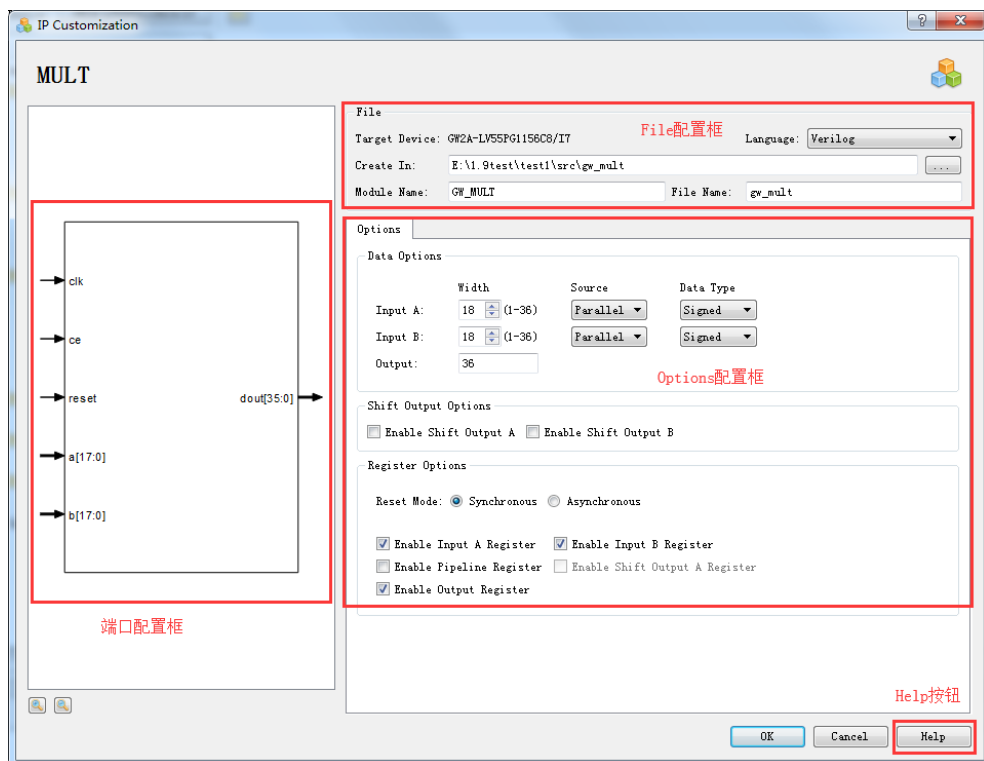 IP Customization
MULT
File
File配置框
Target Device: GW2A-LV55PG1156C8/I7
Language: Verilog
Create In: E:\1.9test\test1\src\gw_mult ...
Module Name: GW_MULT File Name: gw_mult
Options
Data Options
Width Source Data Type
Input A: 18 (1-36) Parallel Signed
Input B: 18 (1-36) Parallel Signed
Output: 36
Options配置框
Shift Output Options
Enable Shift Output A Enable Shift Output B
Register Options
Reset Mode: Synchronous Asynchronous
Enable Input A Register Enable Input B Register
Enable Pipeline Register Enable Shift Output A Register
Enable Output Register
clk
ce
reset dout[35:0]
a[17:0]
b[17:0]
端口配置框
Help按钮
OK Cancel Help